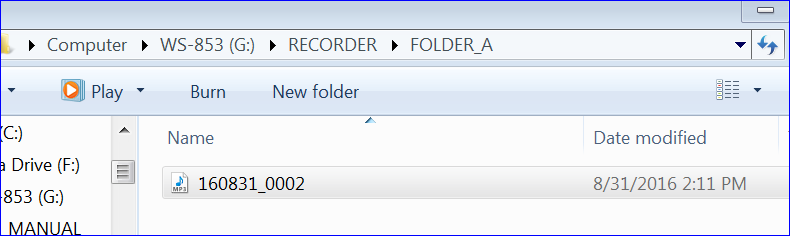 Computer WS-853 (G:) RECORDER FOLDER_A
Play Burn New folder
Name Date modified
(C:)
a Drive (F:)
-853 (G:)
MANUAL
MP3 160831_0002 8/31/2016 2:11 PM